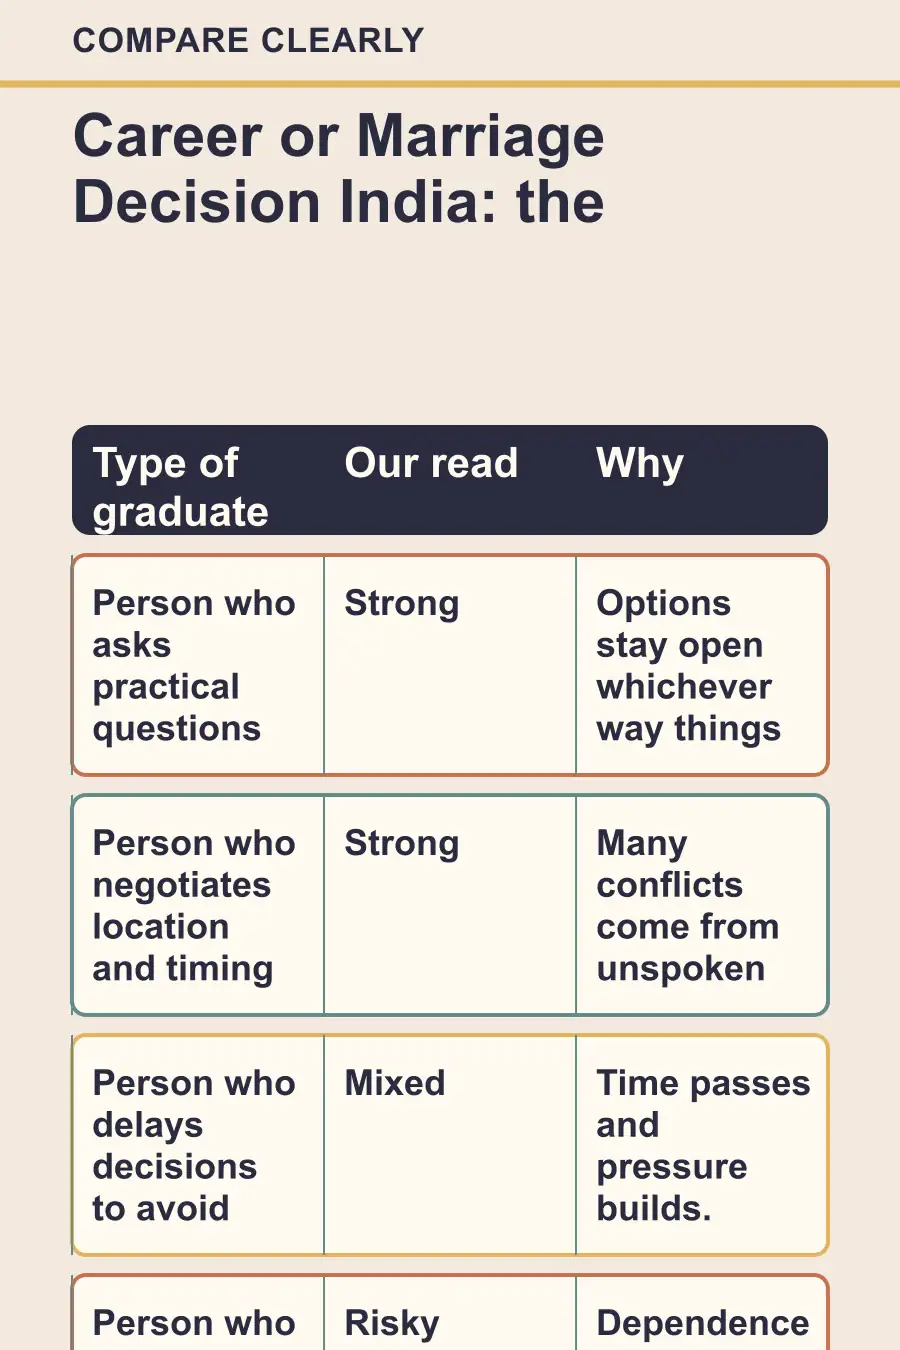 COMPARE CLEARLY
Career or Marriage
Decision India: the
Type of
graduate
Our read
Why
Person who
asks
practical
questions
Strong
Options
stay open
whichever
way things
Person who
negotiates
location
and timing
Strong
Many
conflicts
come from
unspoken
Person who
delays
decisions
to avoid
Mixed
Time passes
and
pressure
builds.
Person who
Risky
Dependence